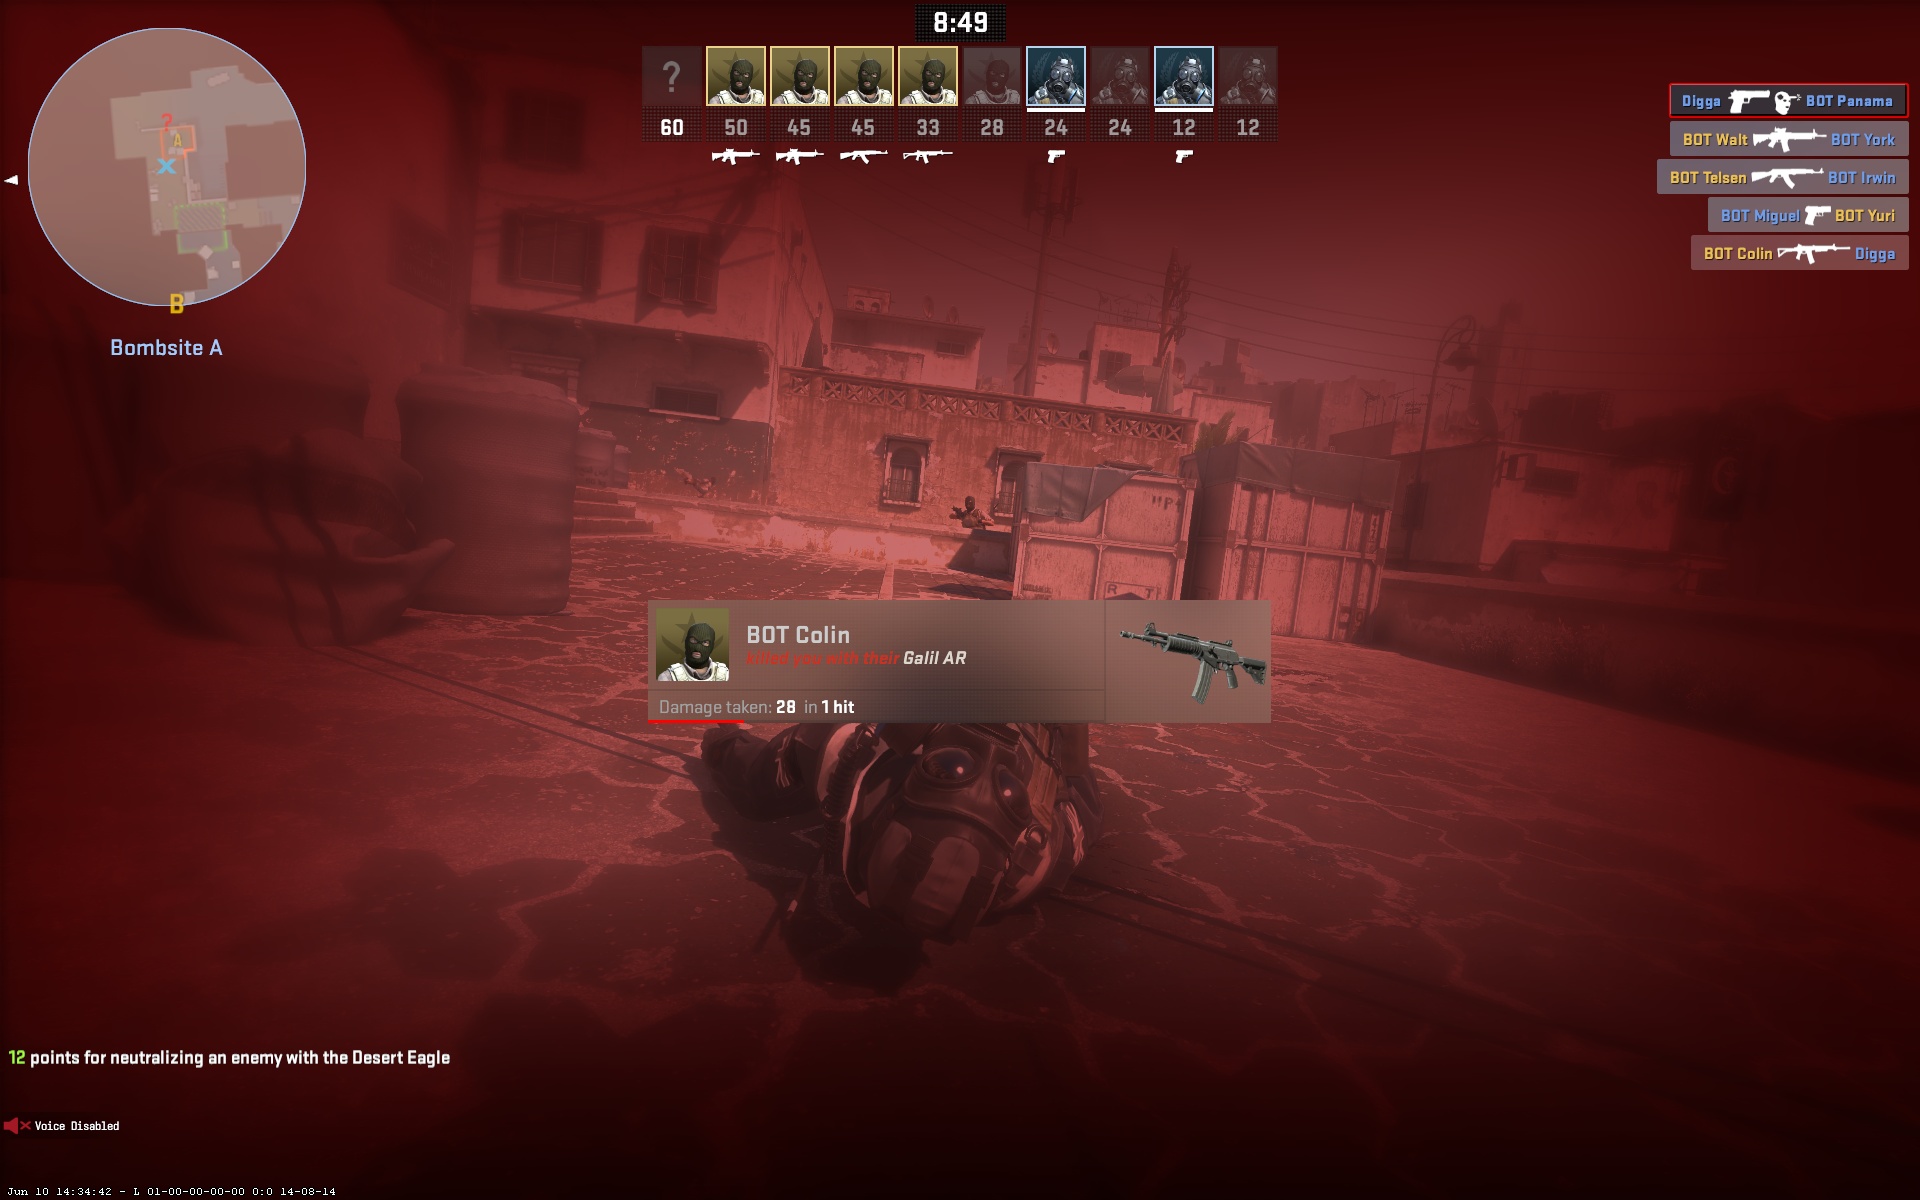 8:49
?
60 50 45 45 33 28 24 24 12 12
?
A
B
Bombsite A
Digga BOT Panama
BOT Walt BOT York
BOT Telsen BOT Irwin
BOT Miguel BOT Yuri
BOT Colin Digga
HP
BOT Colin
killed you with their Galil AR
Damage taken: 28 in 1 hit
12 points for neutralizing an enemy with the Desert Eagle
Voice Disabled
Jun 10 14:34:42 - L 01-00-00-00-00 0:0 14-08-14